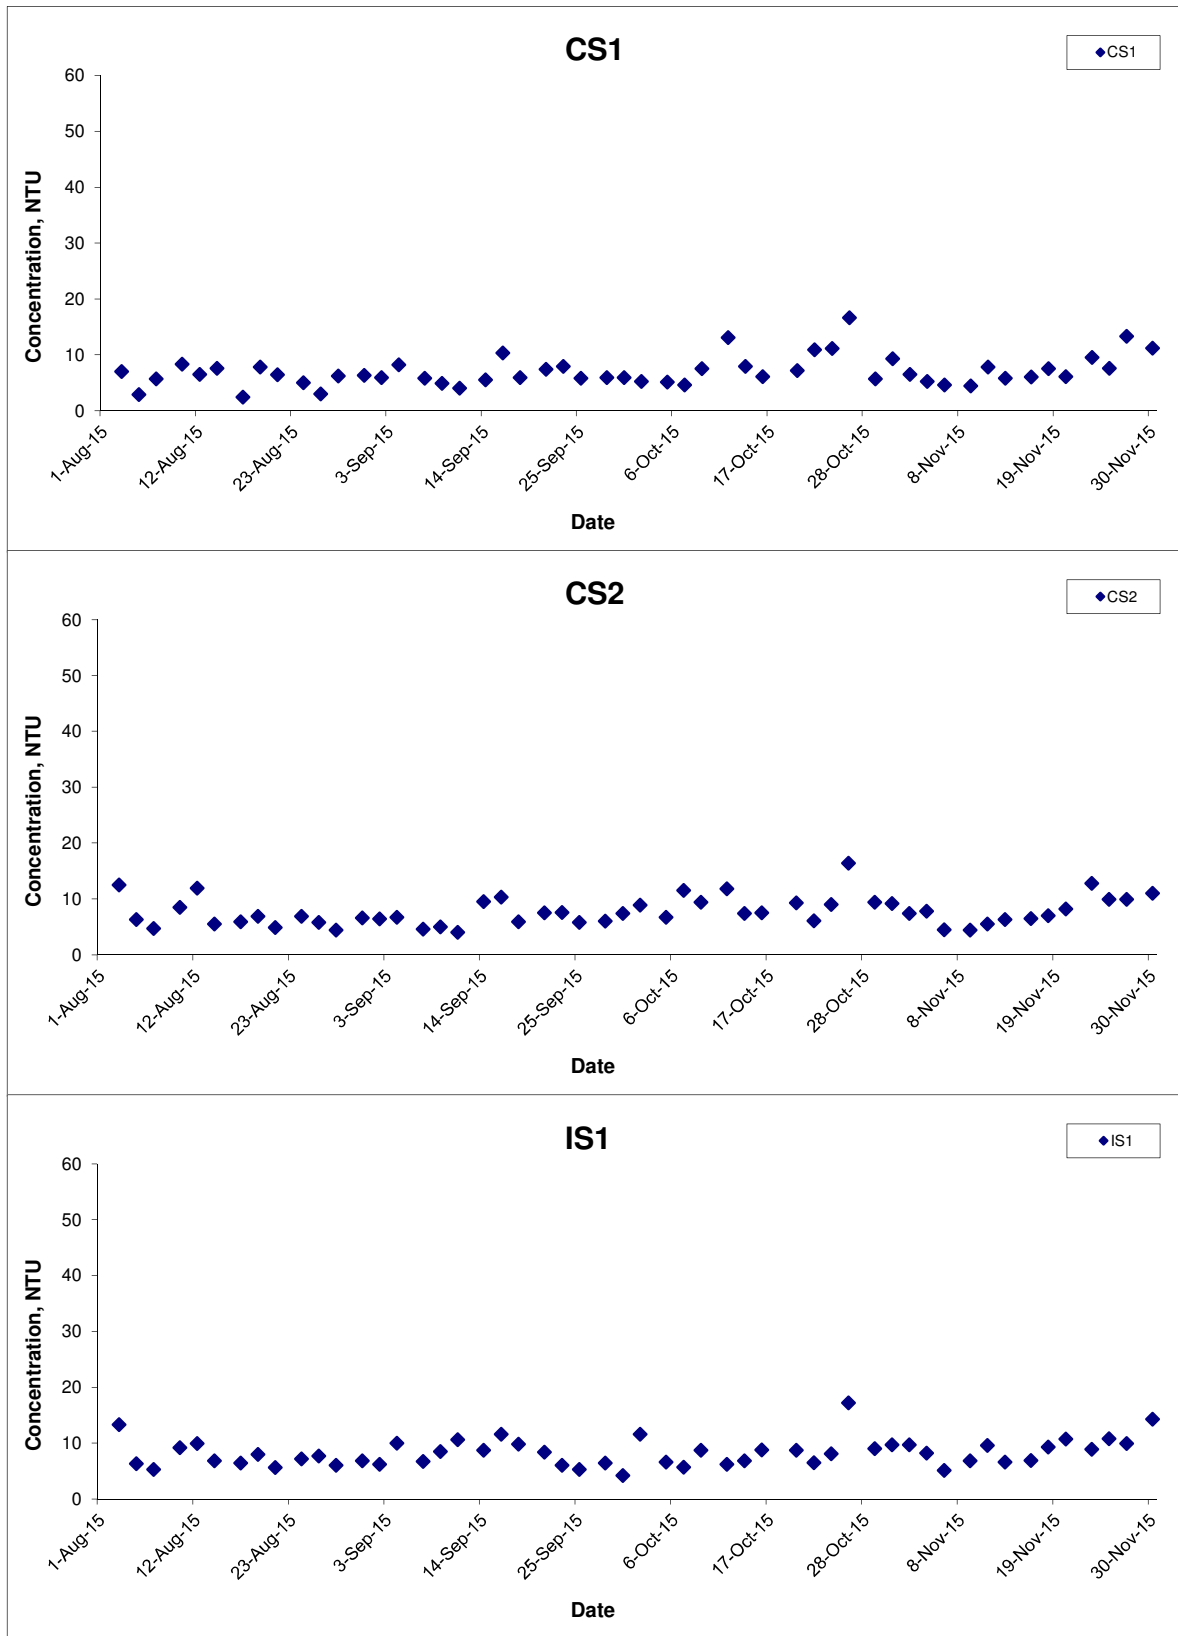 CS1
CS1
60
50
40
30
20
10
0
Concentration, NTU
1-Aug-15 12-Aug-15 23-Aug-15 3-Sep-15 14-Sep-15 25-Sep-15 6-Oct-15 17-Oct-15 28-Oct-15 8-Nov-15 19-Nov-15 30-Nov-15
Date
CS2
CS2
60
50
40
30
20
10
0
Concentration, NTU
1-Aug-15 12-Aug-15 23-Aug-15 3-Sep-15 14-Sep-15 25-Sep-15 6-Oct-15 17-Oct-15 28-Oct-15 8-Nov-15 19-Nov-15 30-Nov-15
Date
IS1
IS1
60
50
40
30
20
10
0
Concentration, NTU
1-Aug-15 12-Aug-15 23-Aug-15 3-Sep-15 14-Sep-15 25-Sep-15 6-Oct-15 17-Oct-15 28-Oct-15 8-Nov-15 19-Nov-15 30-Nov-15
Date